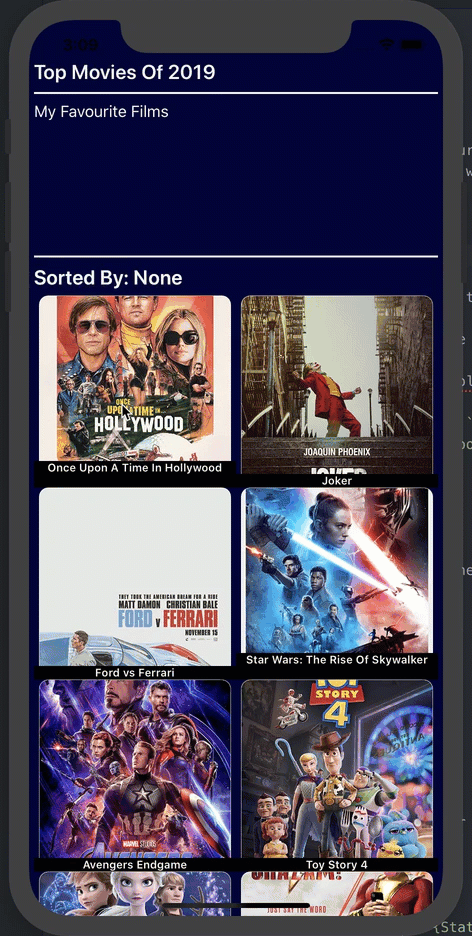 3:09
Top Movies Of 2019
My Favourite Films
Sorted By: None
ONCE
UPON A TIME IN
HOLLYWOOD
Once Upon A Time In Hollywood
JOAQUIN PHOENIX
JOKER
Joker
THEY TOOK THE AMERICAN DREAM FOR A RIDE
MATT DAMON CHRISTIAN BALE
FORD v FERRARI
NOVEMBER 15
Ford vs Ferrari
Star Wars: The Rise Of Skywalker
MARVEL STUDIOS
AVENGERS
Avengers Endgame
TOY
STORY
4
Toy Story 4
SHAZAM!
JUST SAY THE WORD
{Stat